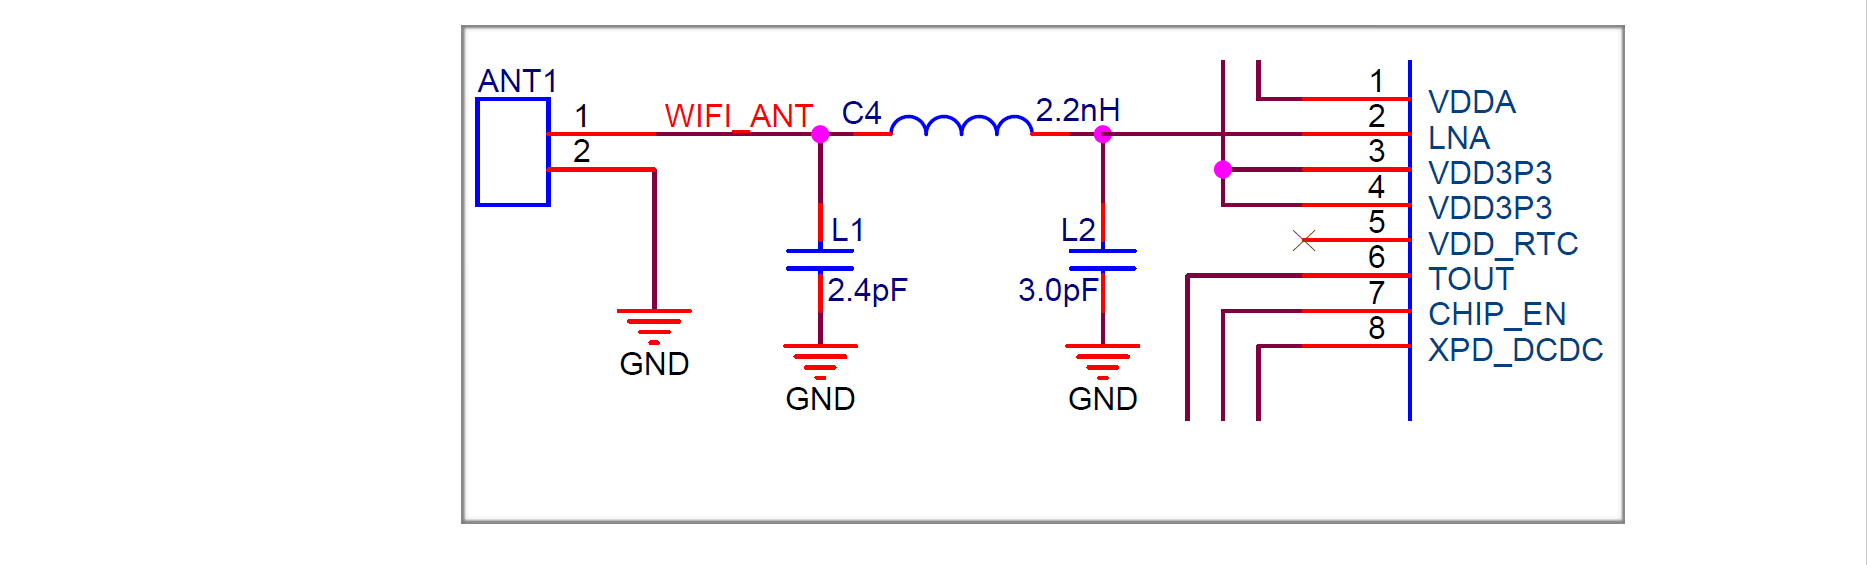 ANT1
1
2
WIFI_ANT
C4
2.2nH
L1
2.4pF
L2
3.0pF
GND
GND
GND
1
VDDA
2
LNA
3
VDD3P3
4
VDD3P3
5
VDD_RTC
6
TOUT
7
CHIP_EN
8
XPD_DCDC